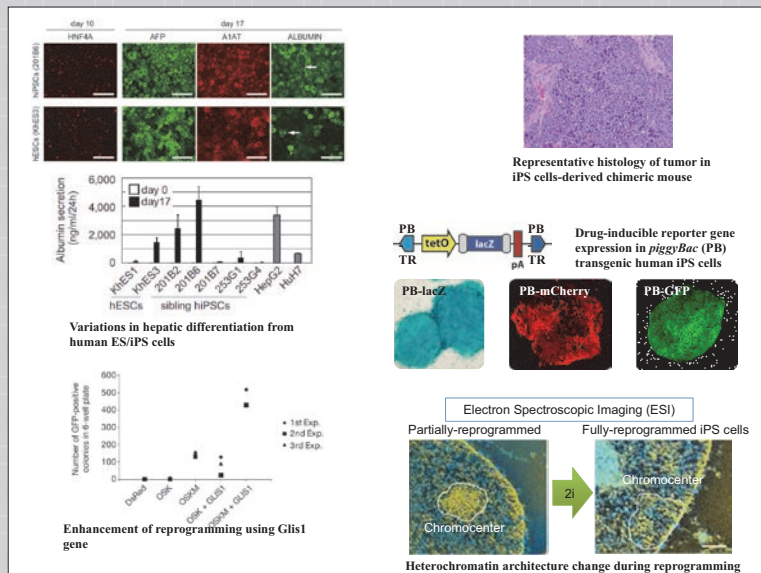 day 10
day 17
HNF4A
AFP
A1AT
ALBUMIN
hiPSCs (201B6)
hESCs (KhES3)
Albumin secretion
(ng/ml/24h)
6,000
4,000
2,000
0
day 0
day17
KhES1
KhES3
201B2
201B6
201B7
253G1
253G4
HepG2
HuH7
hESCs
sibling hiPSCs
Variations in hepatic differentiation from
human ES/iPS cells
Number of GFP-positive
colonies in 6-well plate
600
500
400
300
200
100
0
1st Exp.
2nd Exp.
3rd Exp.
DsRed
OSK
OSKM
OSK + GLIS1
OSKM + GLIS1
Enhancement of reprogramming using Glis1
gene
Representative histology of tumor in
iPS cells-derived chimeric mouse
PB
PB
tetO
lacZ
TR
pA
TR
Drug-inducible reporter gene
expression in piggyBac (PB)
transgenic human iPS cells
PB-lacZ
PB-mCherry
PB-GFP
Electron Spectroscopic Imaging (ESI)
Partially-reprogrammed
Fully-reprogrammed iPS cells
Chromocenter
2i
Chromocenter
Heterochromatin architecture change during reprogramming